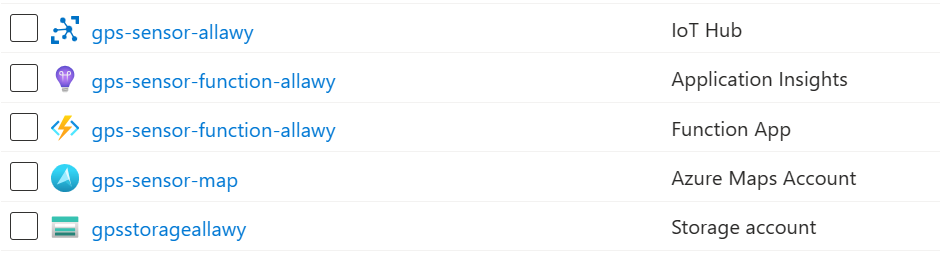 gps-sensor-allawy IoT Hub
gps-sensor-function-allawy Application Insights
gps-sensor-function-allawy Function App
gps-sensor-map Azure Maps Account
gpsstorageallawy Storage account